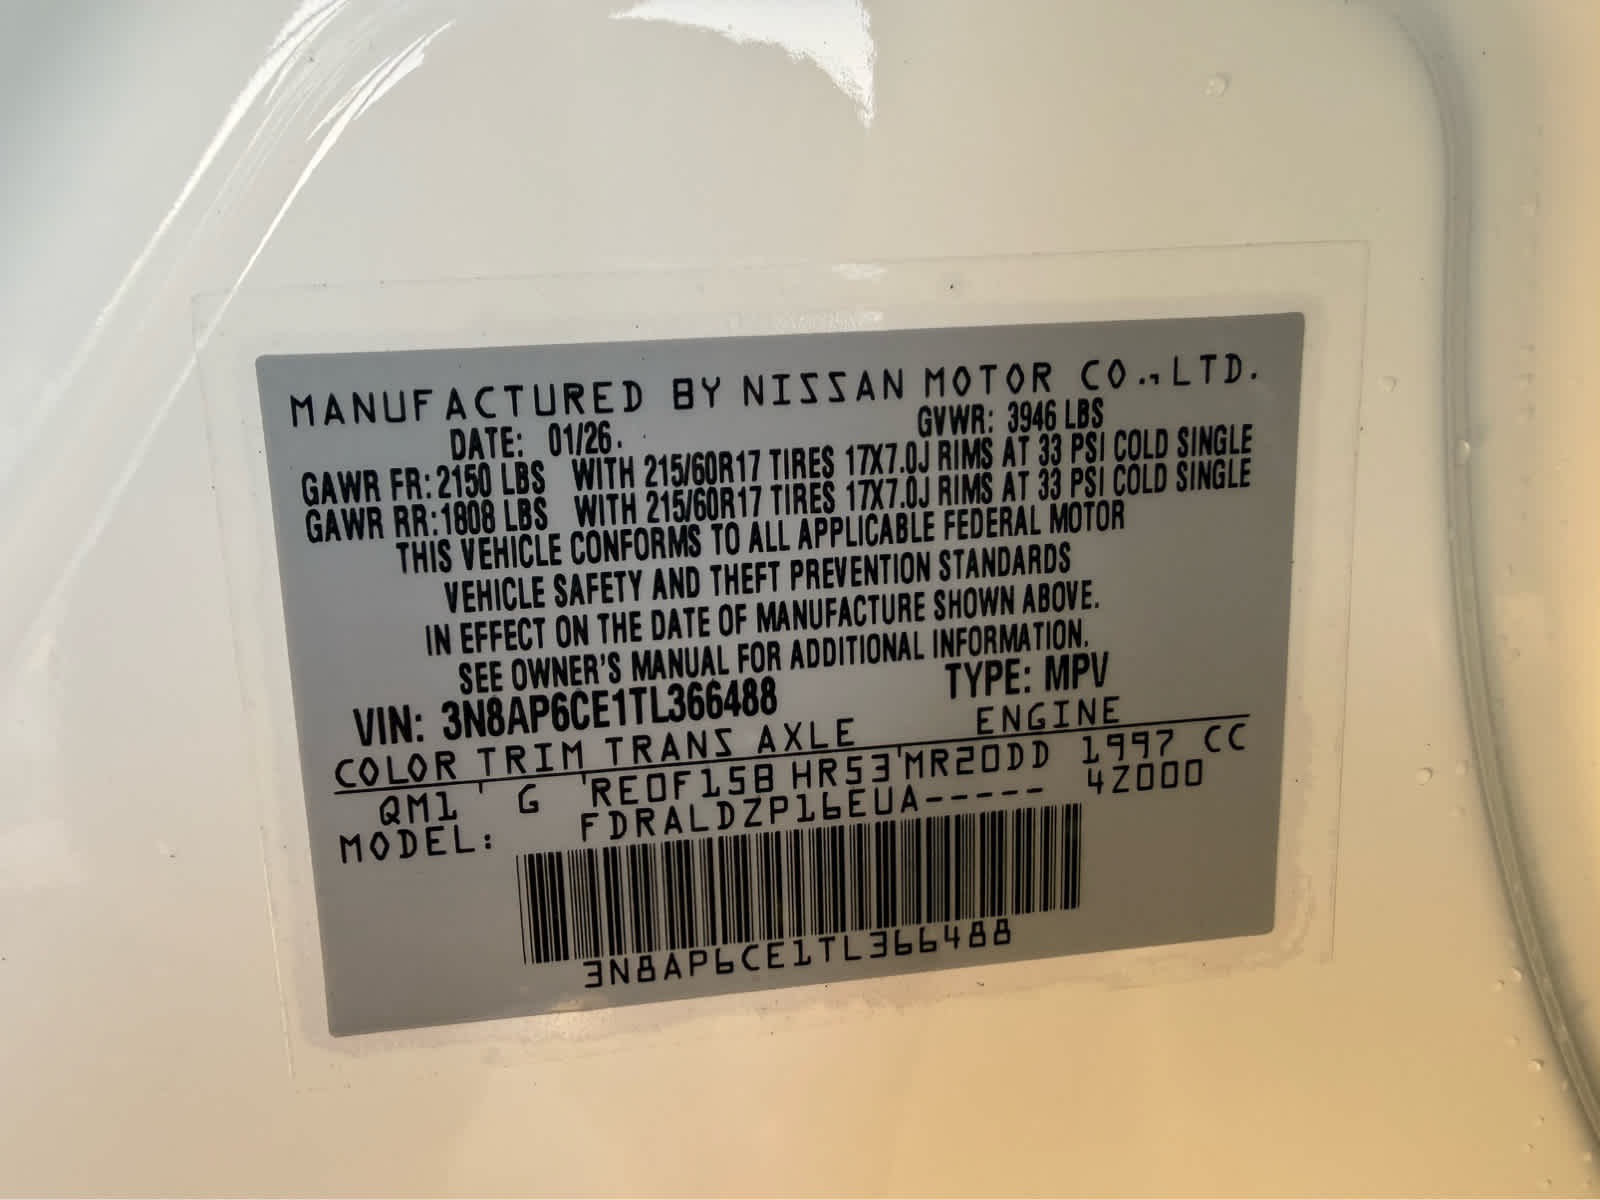 MANUFACTURED BY NISSAN MOTOR CO.,LTD.
DATE: 01/26. GVWR: 3946 LBS
GAWR FR: 2150 LBS WITH 215/60R17 TIRES 17X7.0J RIMS AT 33 PSI COLD SINGLE
GAWR RR: 1808 LBS WITH 215/60R17 TIRES 17X7.0J RIMS AT 33 PSI COLD SINGLE
THIS VEHICLE CONFORMS TO ALL APPLICABLE FEDERAL MOTOR
VEHICLE SAFETY AND THEFT PREVENTION STANDARDS
IN EFFECT ON THE DATE OF MANUFACTURE SHOWN ABOVE.
SEE OWNER'S MANUAL FOR ADDITIONAL INFORMATION.
VIN: 3N8AP6CE1TL366488 TYPE: MPV
COLOR TRIM TRANS AXLE ENGINE
QM1 ' G 'RE0F15B HR53'MR20DD 1997 CC
MODEL: FDRALDZP16EUA----- 4Z000
3N8AP6CE1TL366488